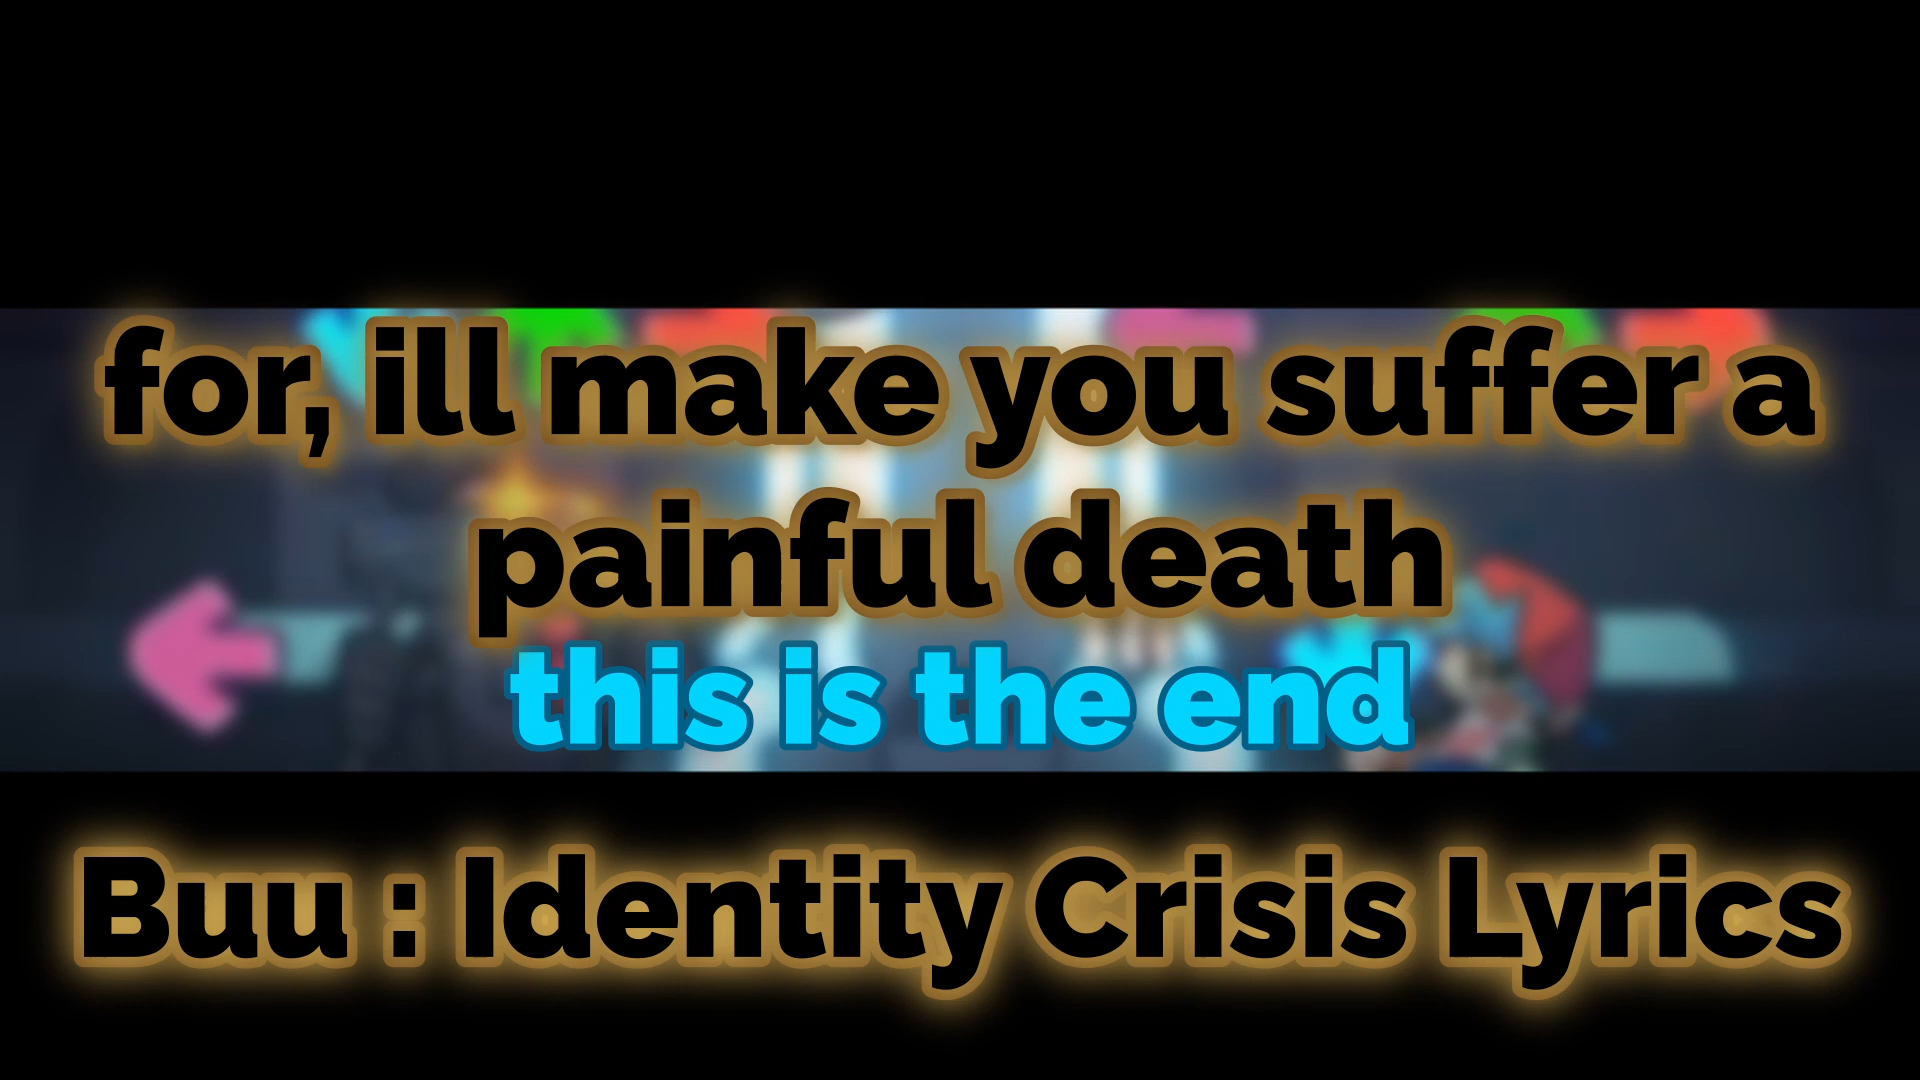 for, ill make you suffer a
painful death
this is the end
Buu : Identity Crisis Lyrics